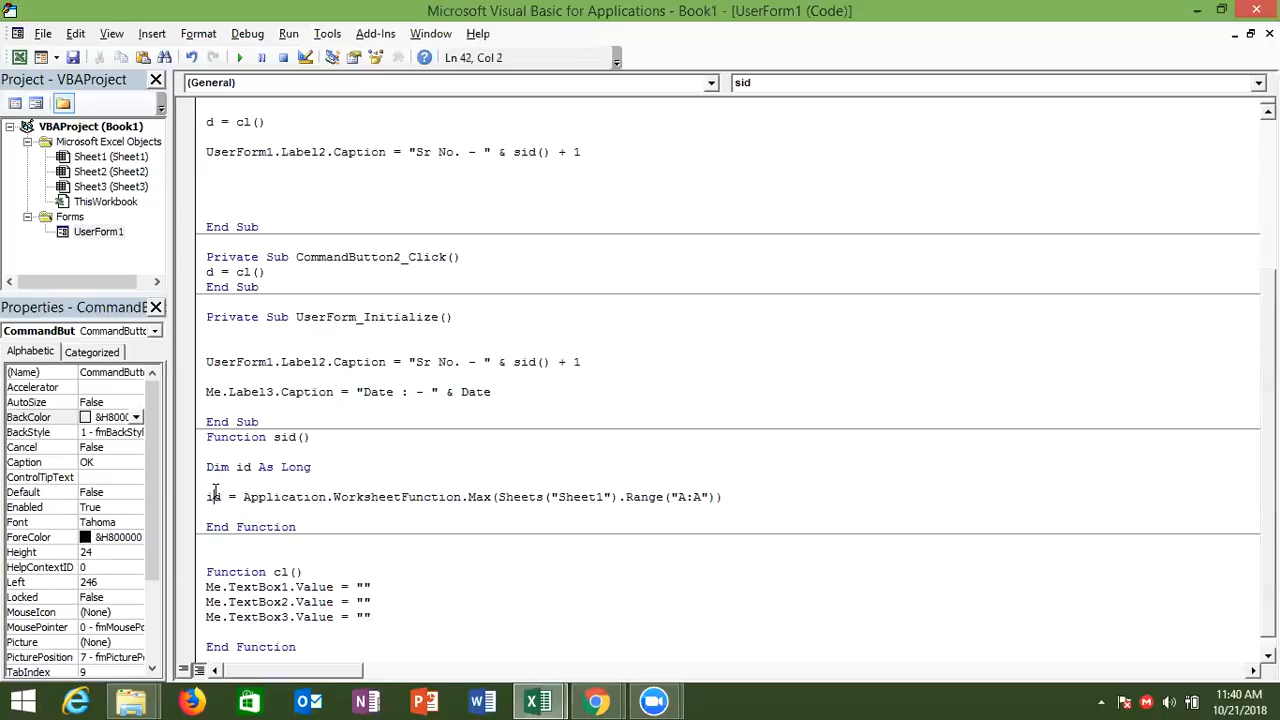 Microsoft Visual Basic for Applications - Book1 - [UserForm1 (Code)]
File Edit View Insert Format Debug Run Tools Add-Ins Window Help
Ln 42, Col 2
Project - VBAProject
(General)
sid
VBAProject (Book1)
Microsoft Excel Objects
Sheet1 (Sheet1)
Sheet2 (Sheet2)
Sheet3 (Sheet3)
ThisWorkbook
Forms
UserForm1
d = cl()
UserForm1.Label2.Caption = "Sr No. - " & sid() + 1
End Sub
Private Sub CommandButton2_Click()
d = cl()
End Sub
Private Sub UserForm_Initialize()
UserForm1.Label2.Caption = "Sr No. - " & sid() + 1
Me.Label3.Caption = "Date : - " & Date
End Sub
Function sid()
Dim id As Long
id = Application.WorksheetFunction.Max(Sheets("Sheet1").Range("A:A"))
End Function
Function cl()
Me.TextBox1.Value = ""
Me.TextBox2.Value = ""
Me.TextBox3.Value = ""
End Function
Properties - CommandB
CommandBut CommandButto
Alphabetic Categorized
(Name) CommandBut
Accelerator
AutoSize False
BackColor &H8000
BackStyle 1 - fmBackStyl
Cancel False
Caption OK
ControlTipText
Default False
Enabled True
Font Tahoma
ForeColor &H800000
Height 24
HelpContextID 0
Left 246
Locked False
MouseIcon (None)
MousePointer 0 - fmMousePo
Picture (None)
PicturePosition 7 - fmPictureP
TabIndex 9
11:40 AM
10/21/2018